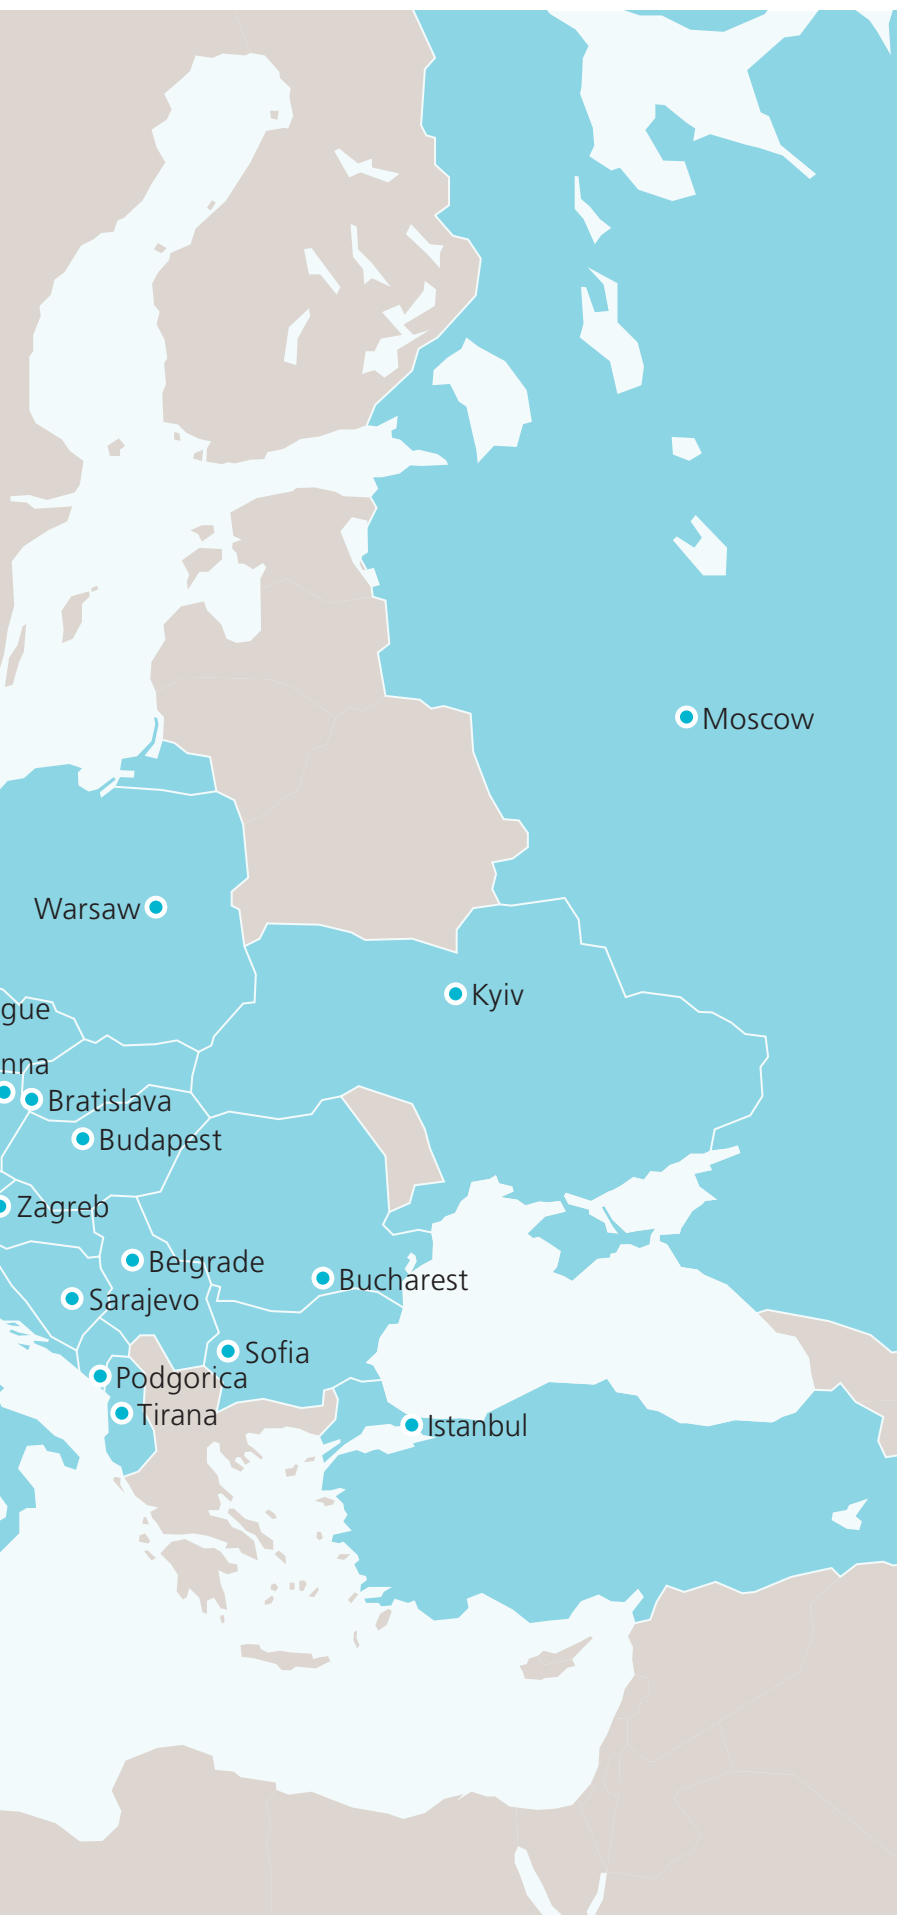 Moscow
Warsaw
Kyiv
gue
nna
Bratislava
Budapest
Zagreb
Belgrade
Bucharest
Sarajevo
Sofia
Podgorica
Tirana
Istanbul